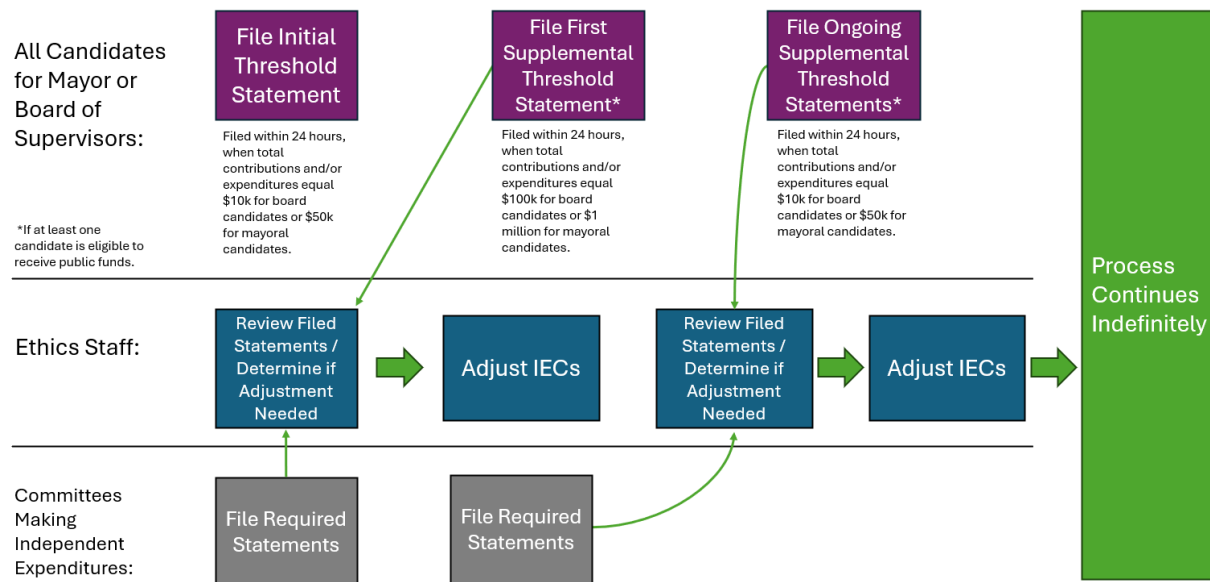 All Candidates
for Mayor or
Board of
Supervisors:
*If at least one
candidate is eligible to
receive public funds.
File Initial
Threshold
Statement
Filed within 24 hours,
when total
contributions and/or
expenditures equal
$10k for board
candidates or $50k
for mayoral
candidates.
File First
Supplemental
Threshold
Statement*
Filed within 24 hours,
when total
contributions and/or
expenditures equal
$100k for board
candidates or $1
million for mayoral
candidates.
File Ongoing
Supplemental
Threshold
Statements*
Filed within 24 hours,
when total
contributions and/or
expenditures equal
$10k for board
candidates or $50k for
mayoral candidates.
Ethics Staff:
Review Filed
Statements /
Determine if
Adjustment
Needed
Adjust IECs
Review Filed
Statements /
Determine if
Adjustment
Needed
Adjust IECs
Process
Continues
Indefinitely
Committees
Making
Independent
Expenditures:
File Required
Statements
File Required
Statements